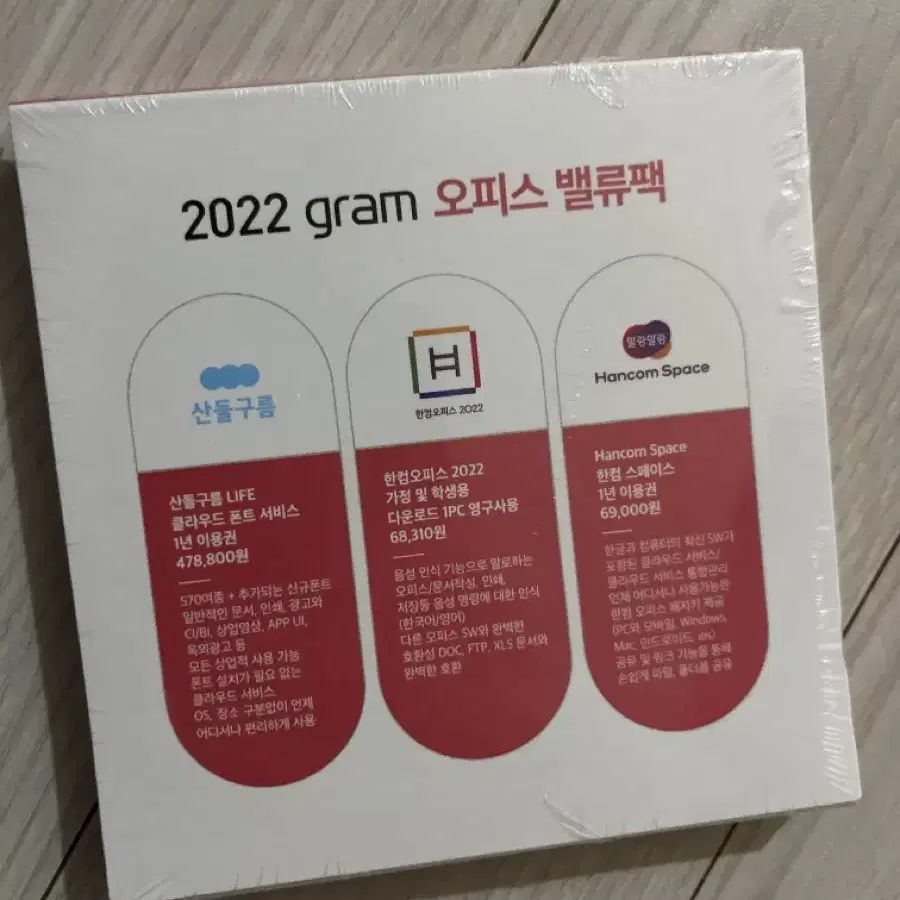 2022 gram 오피스 밸류팩
산돌구름
산돌구름 LIFE
클라우드 폰트 서비스
1년 이용권
478,800원
570여종 + 추가되는 신규폰트
일반적인 문서, 인쇄, 광고와
CI/BI, 상업영상, APP UI,
옥외광고 등
모든 상업적 사용 가능
폰트 설치가 필요 없는
클라우드 서비스
OS, 장소 구분없이 언제
어디서나 편리하게 사용
한컴오피스 2022
한컴오피스 2022
가정 및 학생용
다운로드 1PC 영구사용
68,310원
음성 인식 기능으로 말로하는
오피스/문서작성, 인쇄,
저장등 음성 명령에 대한 인식
(한국어/영어)
다른 오피스 SW와 완벽한
호환성 DOC, FTP, XLS 문서와
완벽한 호환
말랑말랑
Hancom Space
Hancom Space
한컴 스페이스
1년 이용권
69,000원
한글과 컴퓨터의 최신 SW가
포함된 클라우드 서비스/
클라우드 서비스 통합관리
언제 어디서나 사용가능한
한컴 오피스 패키지 제공
(PC와 모바일, Windows,
Mac, 안드로이드, ios)
공유 및 링크 기능을 통해
손쉽게 파일, 폴더를 공유